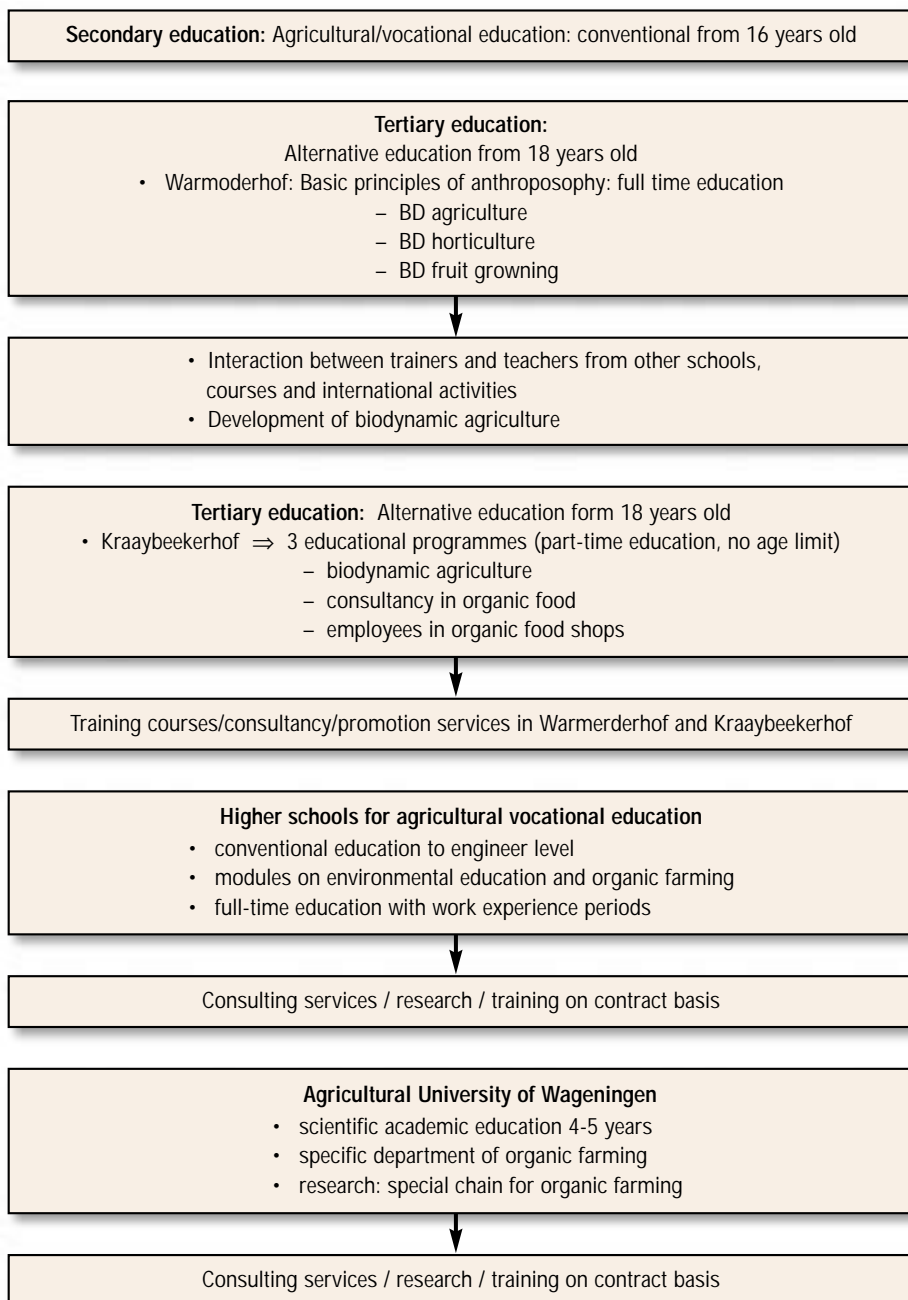 Secondary education: Agricultural/vocational education: conventional from 16 years old
Tertiary education:
Alternative education from 18 years old
• Warmoderhof: Basic principles of anthroposophy: full time education
– BD agriculture
– BD horticulture
– BD fruit growning
• Interaction between trainers and teachers from other schools,
courses and international activities
• Development of biodynamic agriculture
Tertiary education: Alternative education form 18 years old
• Kraaybeekerhof ⇒ 3 educational programmes (part-time education, no age limit)
– biodynamic agriculture
– consultancy in organic food
– employees in organic food shops
Training courses/consultancy/promotion services in Warmerderhof and Kraaybeekerhof
Higher schools for agricultural vocational education
• conventional education to engineer level
• modules on environmental education and organic farming
• full-time education with work experience periods
Consulting services / research / training on contract basis
Agricultural University of Wageningen
• scientific academic education 4-5 years
• specific department of organic farming
• research: special chain for organic farming
Consulting services / research / training on contract basis